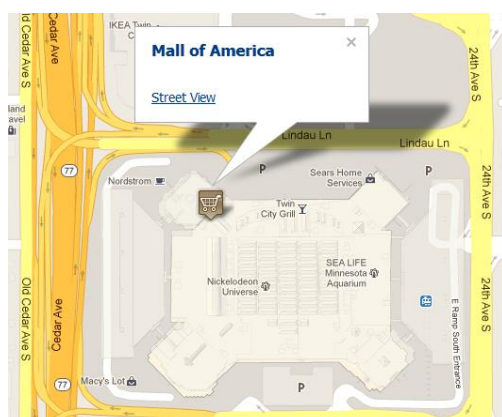 Old Cedar Ave S
Cedar Ave
IKEA Twin
C
Mall of America
×
Street View
24th Ave S
Lindau Ln
Lindau Ln
77
Nordstrom
P
Sears Home
Services
P
Twin
City Grill
24th Ave S
Nickelodeon
Universe
SEA LIFE
Minnesota
Aquarium
Old Cedar Ave S
Cedar Ave
E Ramp South Entrance
24th Ave S
77
Macy's Lot
P